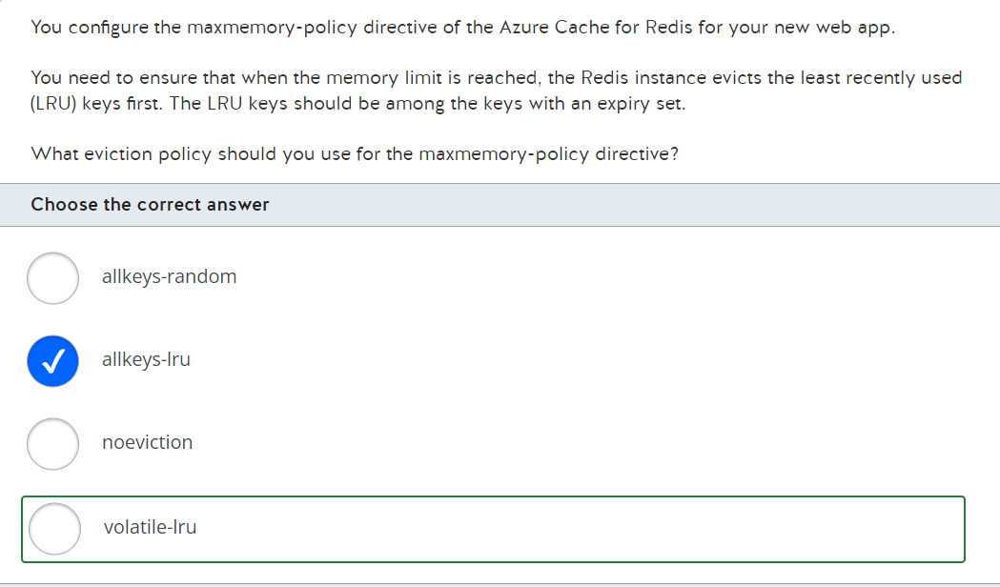 You configure the maxmemory-policy directive of the Azure Cache for Redis for your new web app.
You need to ensure that when the memory limit is reached, the Redis instance evicts the least recently used
(LRU) keys first. The LRU keys should be among the keys with an expiry set.
What eviction policy should you use for the maxmemory-policy directive?
Choose the correct answer
allkeys-random
allkeys-lru
noeviction
volatile-lru